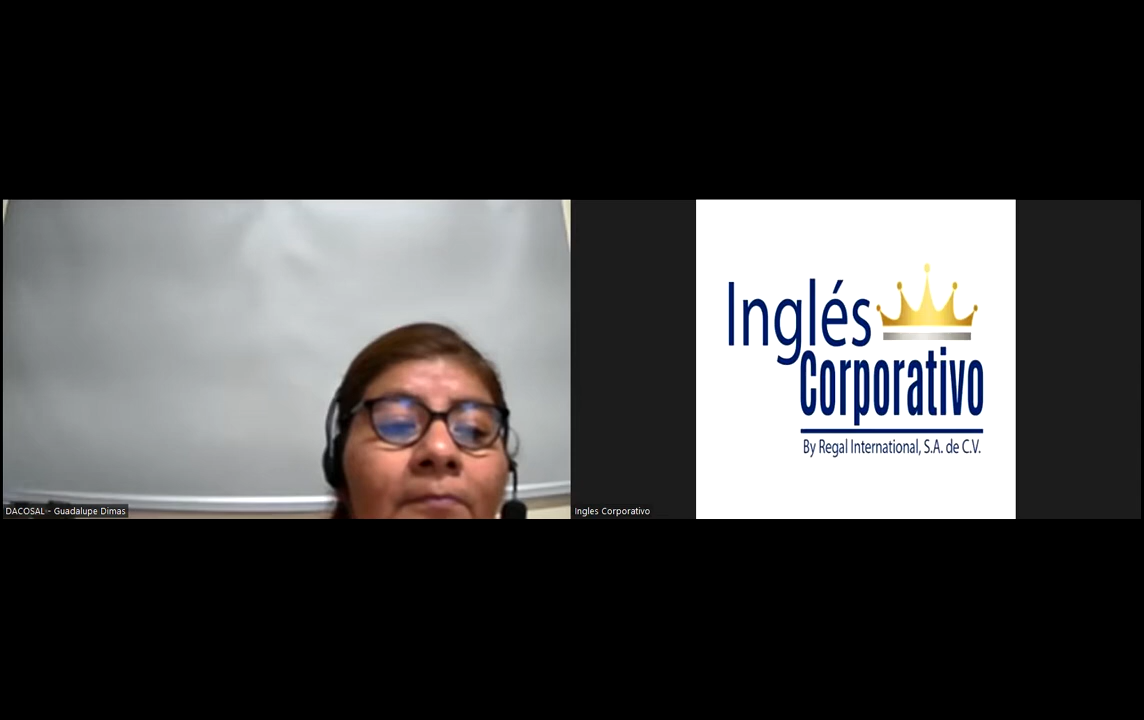 Inglés
Corporativo
By Regal International, S.A. de C.V.
DACOSAL - Guadalupe Dimas
Ingles Corporativo